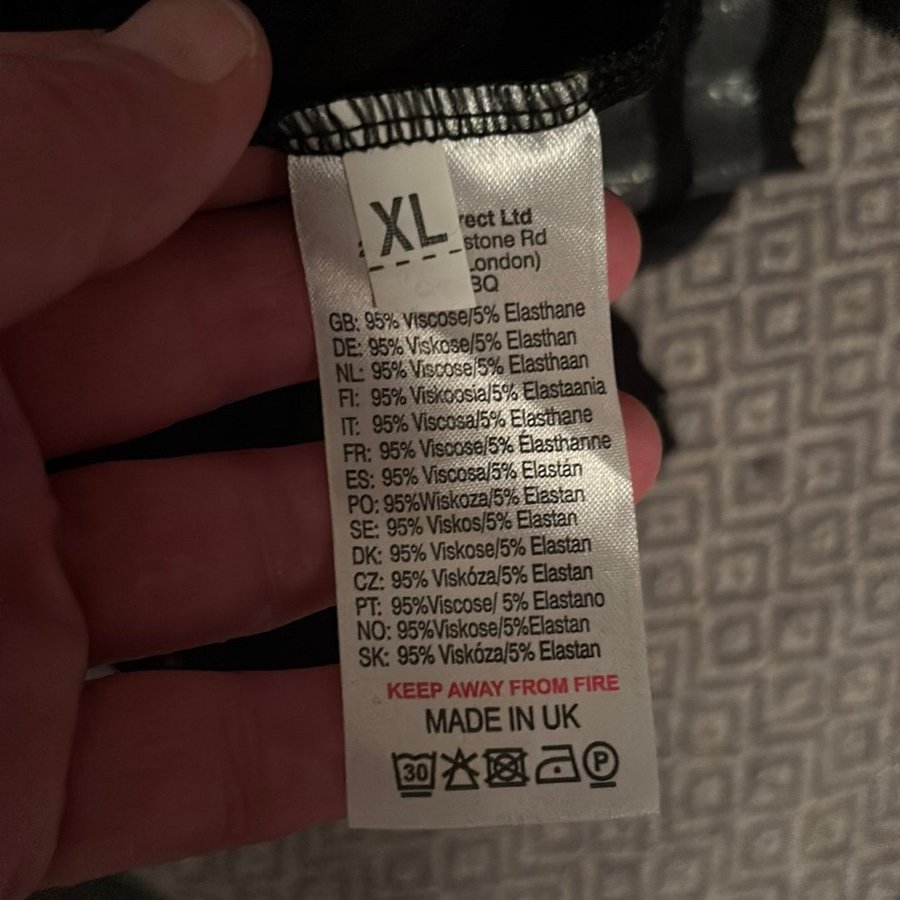 XL
Ltd
Rd
London)
GB: 95% Viscose/5% Elasthane
DE: 95% Viskose/5% Elasthan
NL: 95% Viscose/5% Elasthaan
FI: 95% Viskoosia/5% Elastaania
IT: 95% Viscosa/5% Elasthane
FR: 95% Viscose/5% Elasthanne
ES: 95% Viscosa/5% Elastán
PO: 95%Wiskoza/5% Elastan
SE: 95% Viskos/5% Elastan
DK: 95% Viskose/5% Elastan
CZ: 95% Viskóza/5% Elastan
PT: 95%Viscose/ 5% Elastano
NO: 95%Viskose/5%Elastan
SK: 95% Viskóza/5% Elastan
KEEP AWAY FROM FIRE
MADE IN UK
30 P